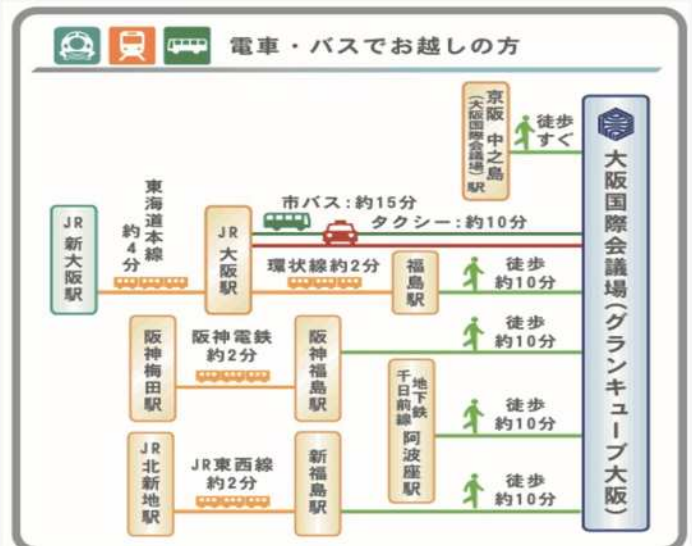 電車・バスでお越しの方
京阪 中之島
(大阪国際会議場)駅
徒歩
すぐ
大阪国際会議場(グランキューブ大阪)
東海道本線
約4分
市バス:約15分
タクシー:約10分
JR
新大阪駅
JR
大阪駅
環状線約2分
福島駅
徒歩
約10分
阪神梅田駅
阪神電鉄
約2分
阪神福島駅
徒歩
約10分
地下鉄
千日前線
阿波座駅
徒歩
約10分
JR
北新地駅
JR東西線
約2分
新福島駅
徒歩
約10分